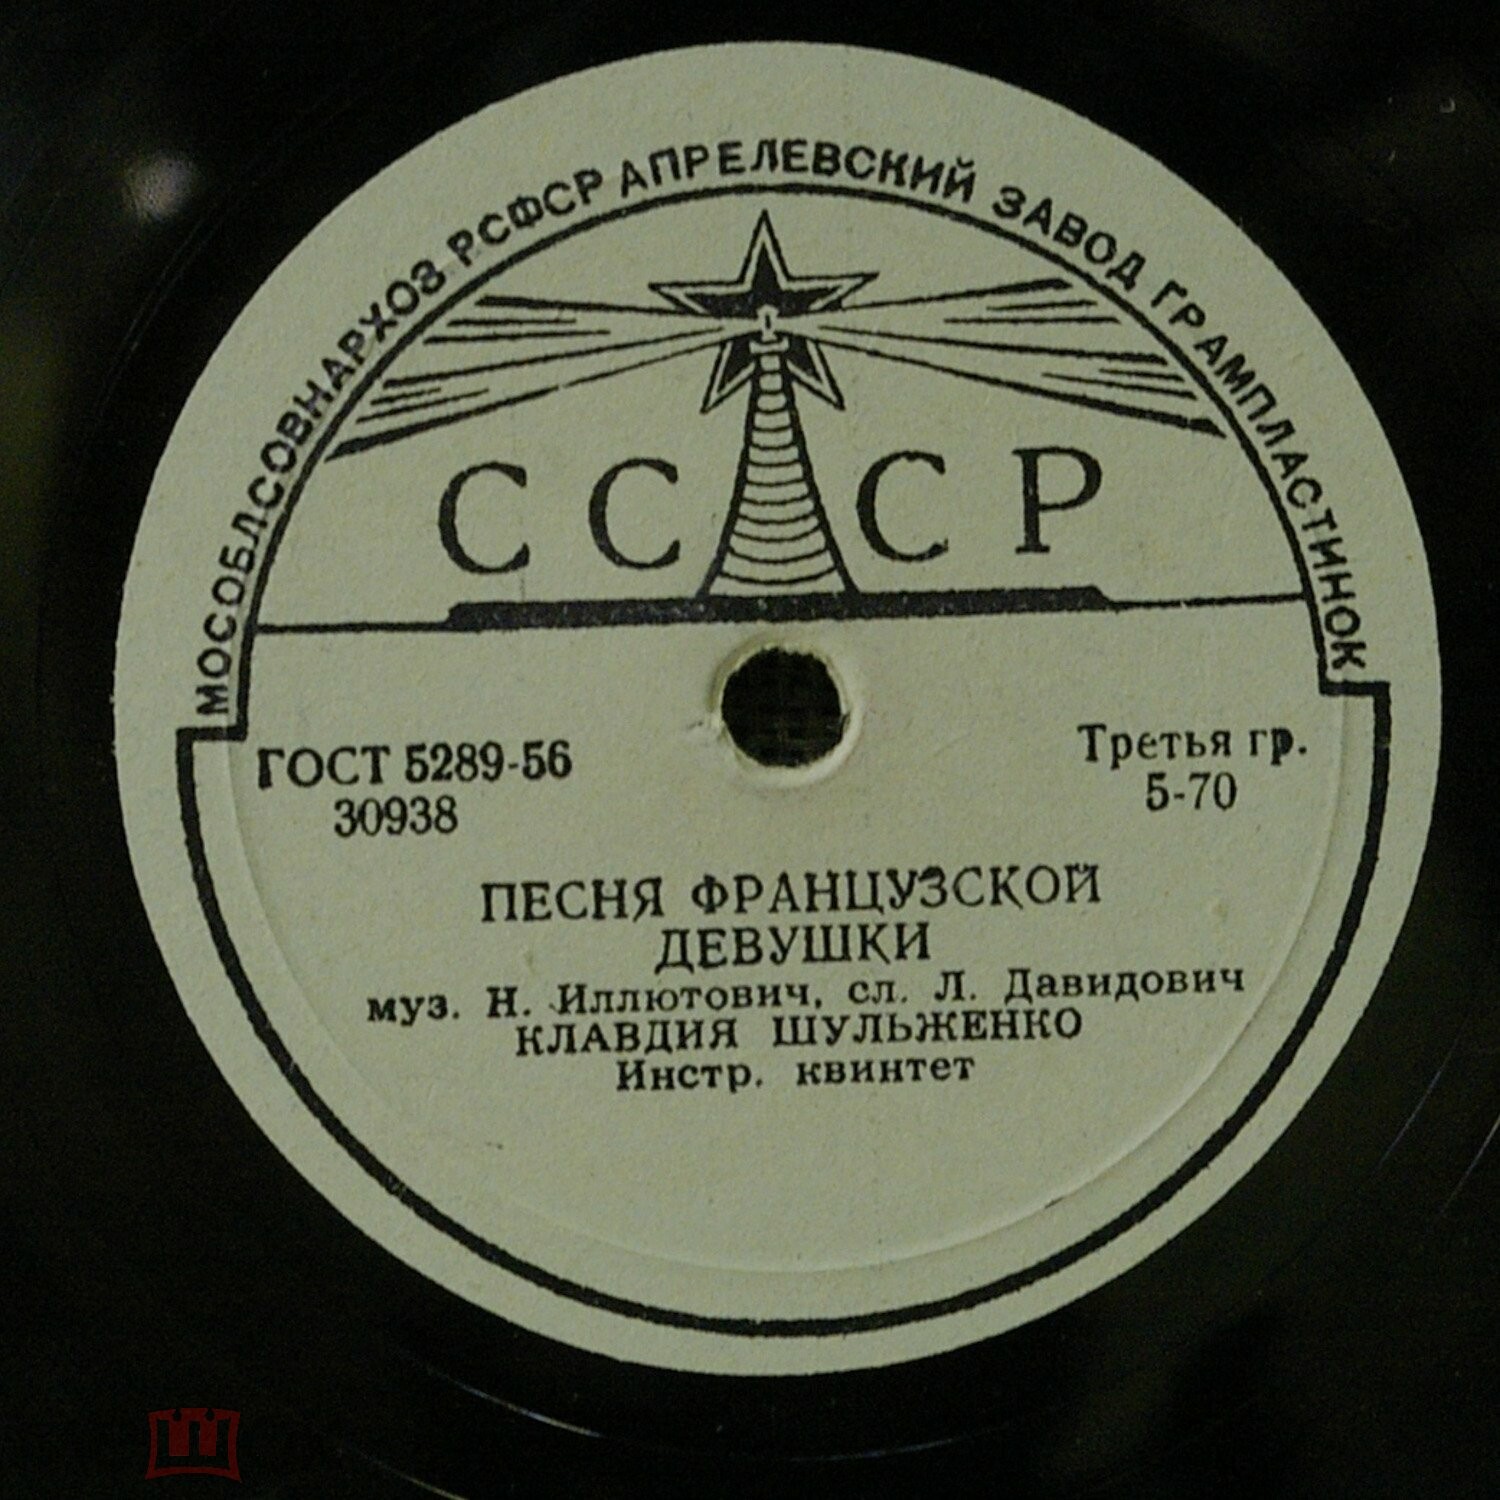 МОСОБЛСОВНАРХОЗ РСФСР АПРЕЛЕВСКИЙ ЗАВОД ГРАМПЛАСТИНОК
СССР
ГОСТ 5289-56
30938
Третья гр.
5-70
ПЕСНЯ ФРАНЦУЗСКОЙ
ДЕВУШКИ
муз. Н. Иллютович, сл. Л. Давидович
КЛАВДИЯ ШУЛЬЖЕНКО
Инстр. квинтет